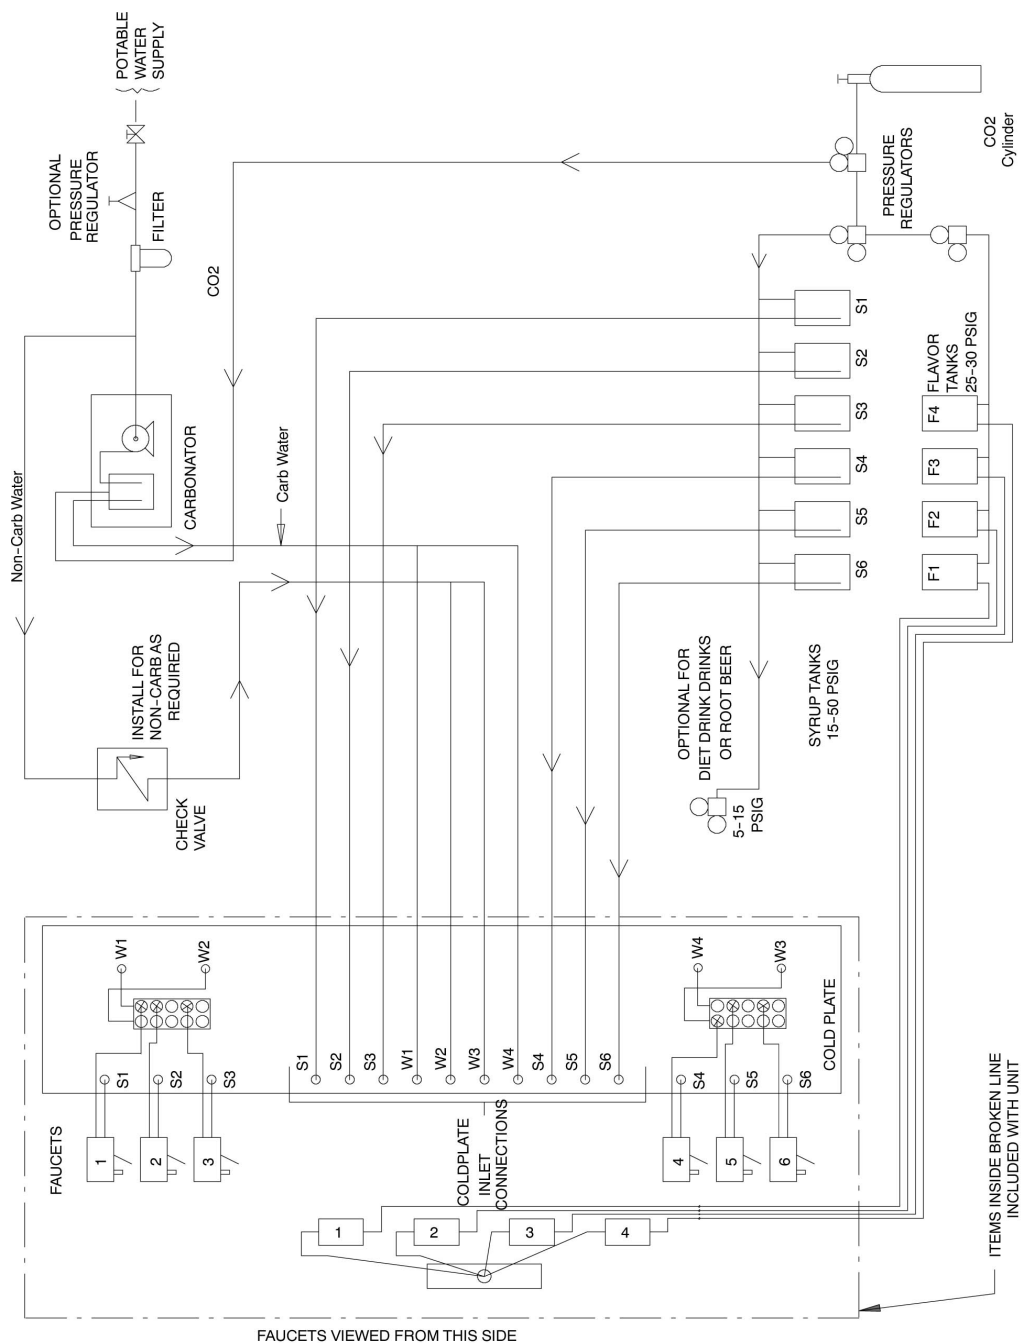 POTABLE
WATER
SUPPLY
OPTIONAL
PRESSURE
REGULATOR
FILTER
CO2
Non-Carb Water
CARBONATOR
Carb Water
INSTALL FOR
NON-CARB AS
REQUIRED
CHECK
VALVE
CO2
Cylinder
PRESSURE
REGULATORS
S1
S2
S3
S4
S5
S6
FLAVOR
TANKS
25-30 PSIG
F4
F3
F2
F1
SYRUP TANKS
15-50 PSIG
OPTIONAL FOR
DIET DRINK DRINKS
OR ROOT BEER
5-15
PSIG
W1
W2
S1
S2
S3
FAUCETS
1
2
3
S1
S2
S3
W1
W2
W3
W4
S4
S5
S6
COLDPLATE
INLET
CONNECTIONS
W4
W3
S4
S5
S6
COLD PLATE
4
5
6
1
2
3
4
ITEMS INSIDE BROKEN LINE
INCLUDED WITH UNIT
FAUCETS VIEWED FROM THIS SIDE